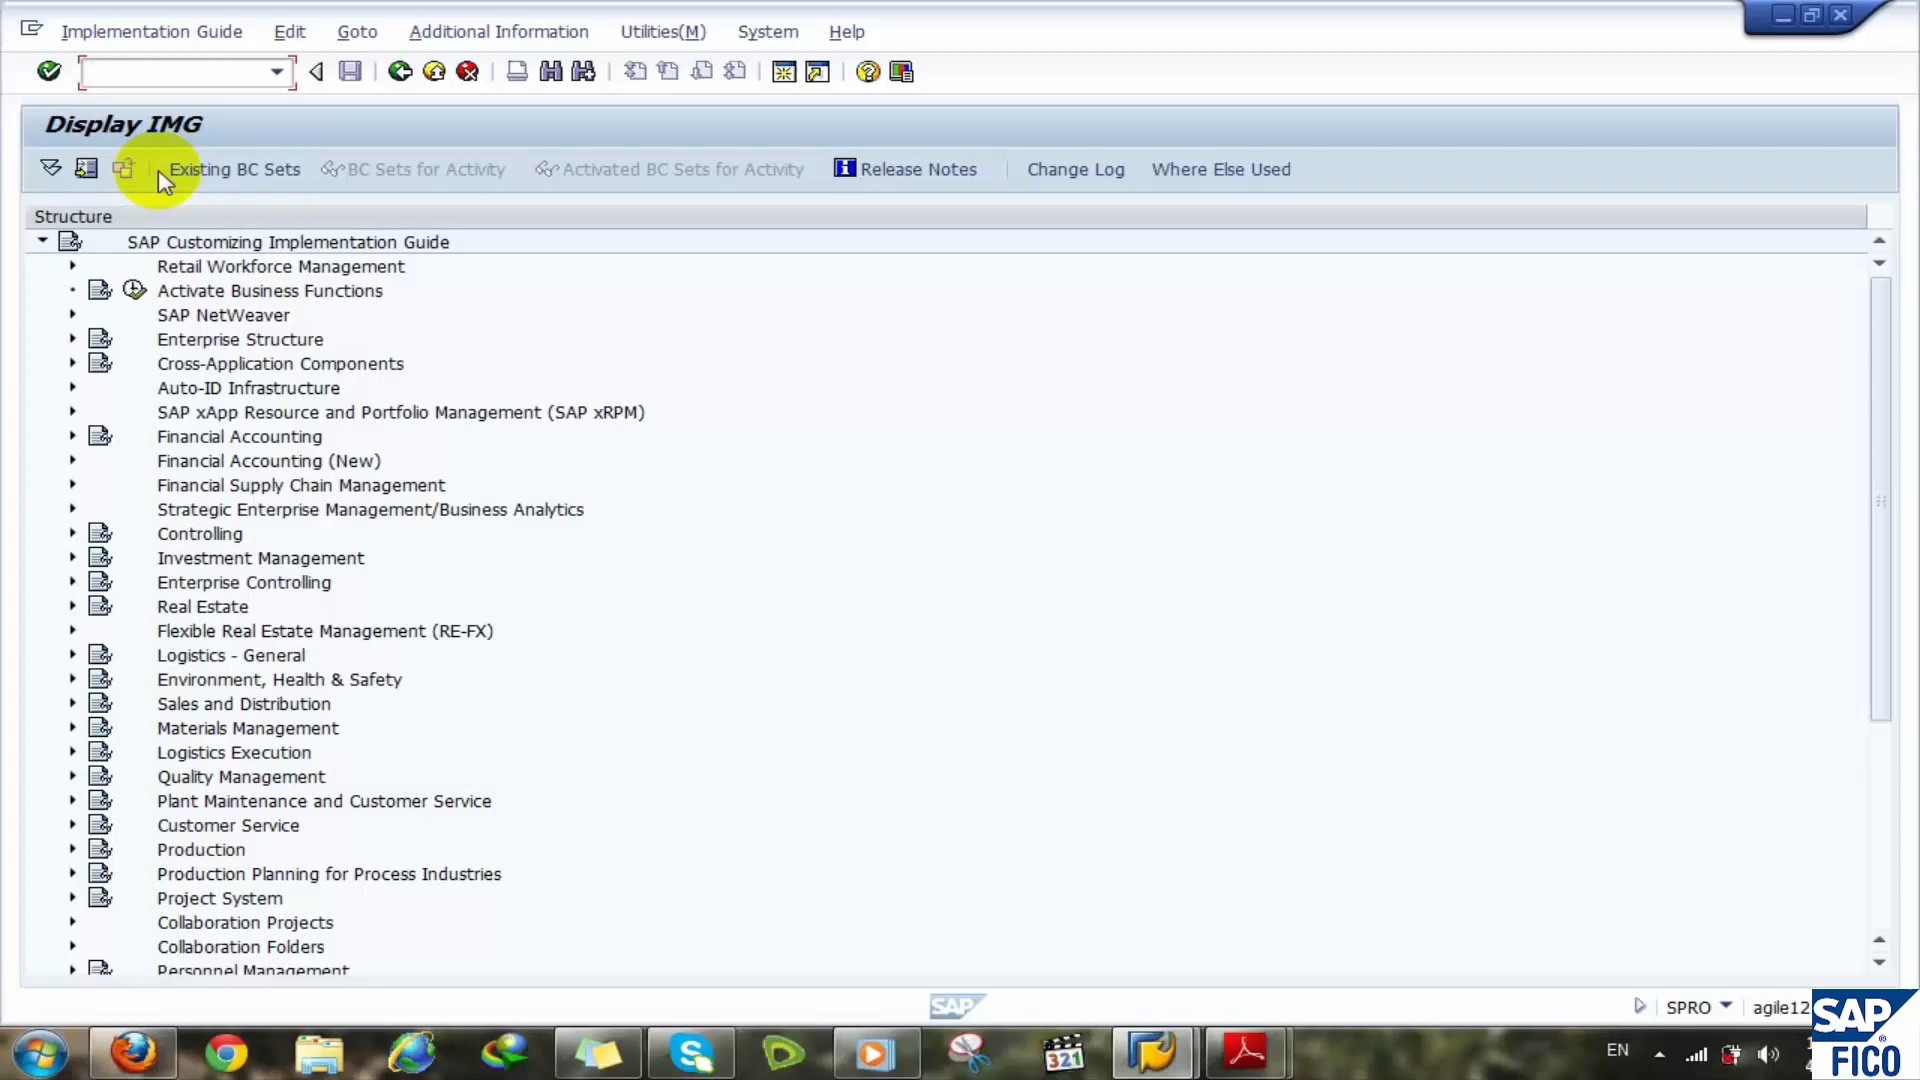 Implementation Guide Edit Goto Additional Information Utilities(M) System Help
Display IMG
Existing BC Sets BC Sets for Activity Activated BC Sets for Activity Release Notes Change Log Where Else Used
Structure
SAP Customizing Implementation Guide
Retail Workforce Management
Activate Business Functions
SAP NetWeaver
Enterprise Structure
Cross-Application Components
Auto-ID Infrastructure
SAP xApp Resource and Portfolio Management (SAP xRPM)
Financial Accounting
Financial Accounting (New)
Financial Supply Chain Management
Strategic Enterprise Management/Business Analytics
Controlling
Investment Management
Enterprise Controlling
Real Estate
Flexible Real Estate Management (RE-FX)
Logistics - General
Environment, Health & Safety
Sales and Distribution
Materials Management
Logistics Execution
Quality Management
Plant Maintenance and Customer Service
Customer Service
Production
Production Planning for Process Industries
Project System
Collaboration Projects
Collaboration Folders
Personnel Management
SAP SPRO agile12
SAP
FICO
321
EN